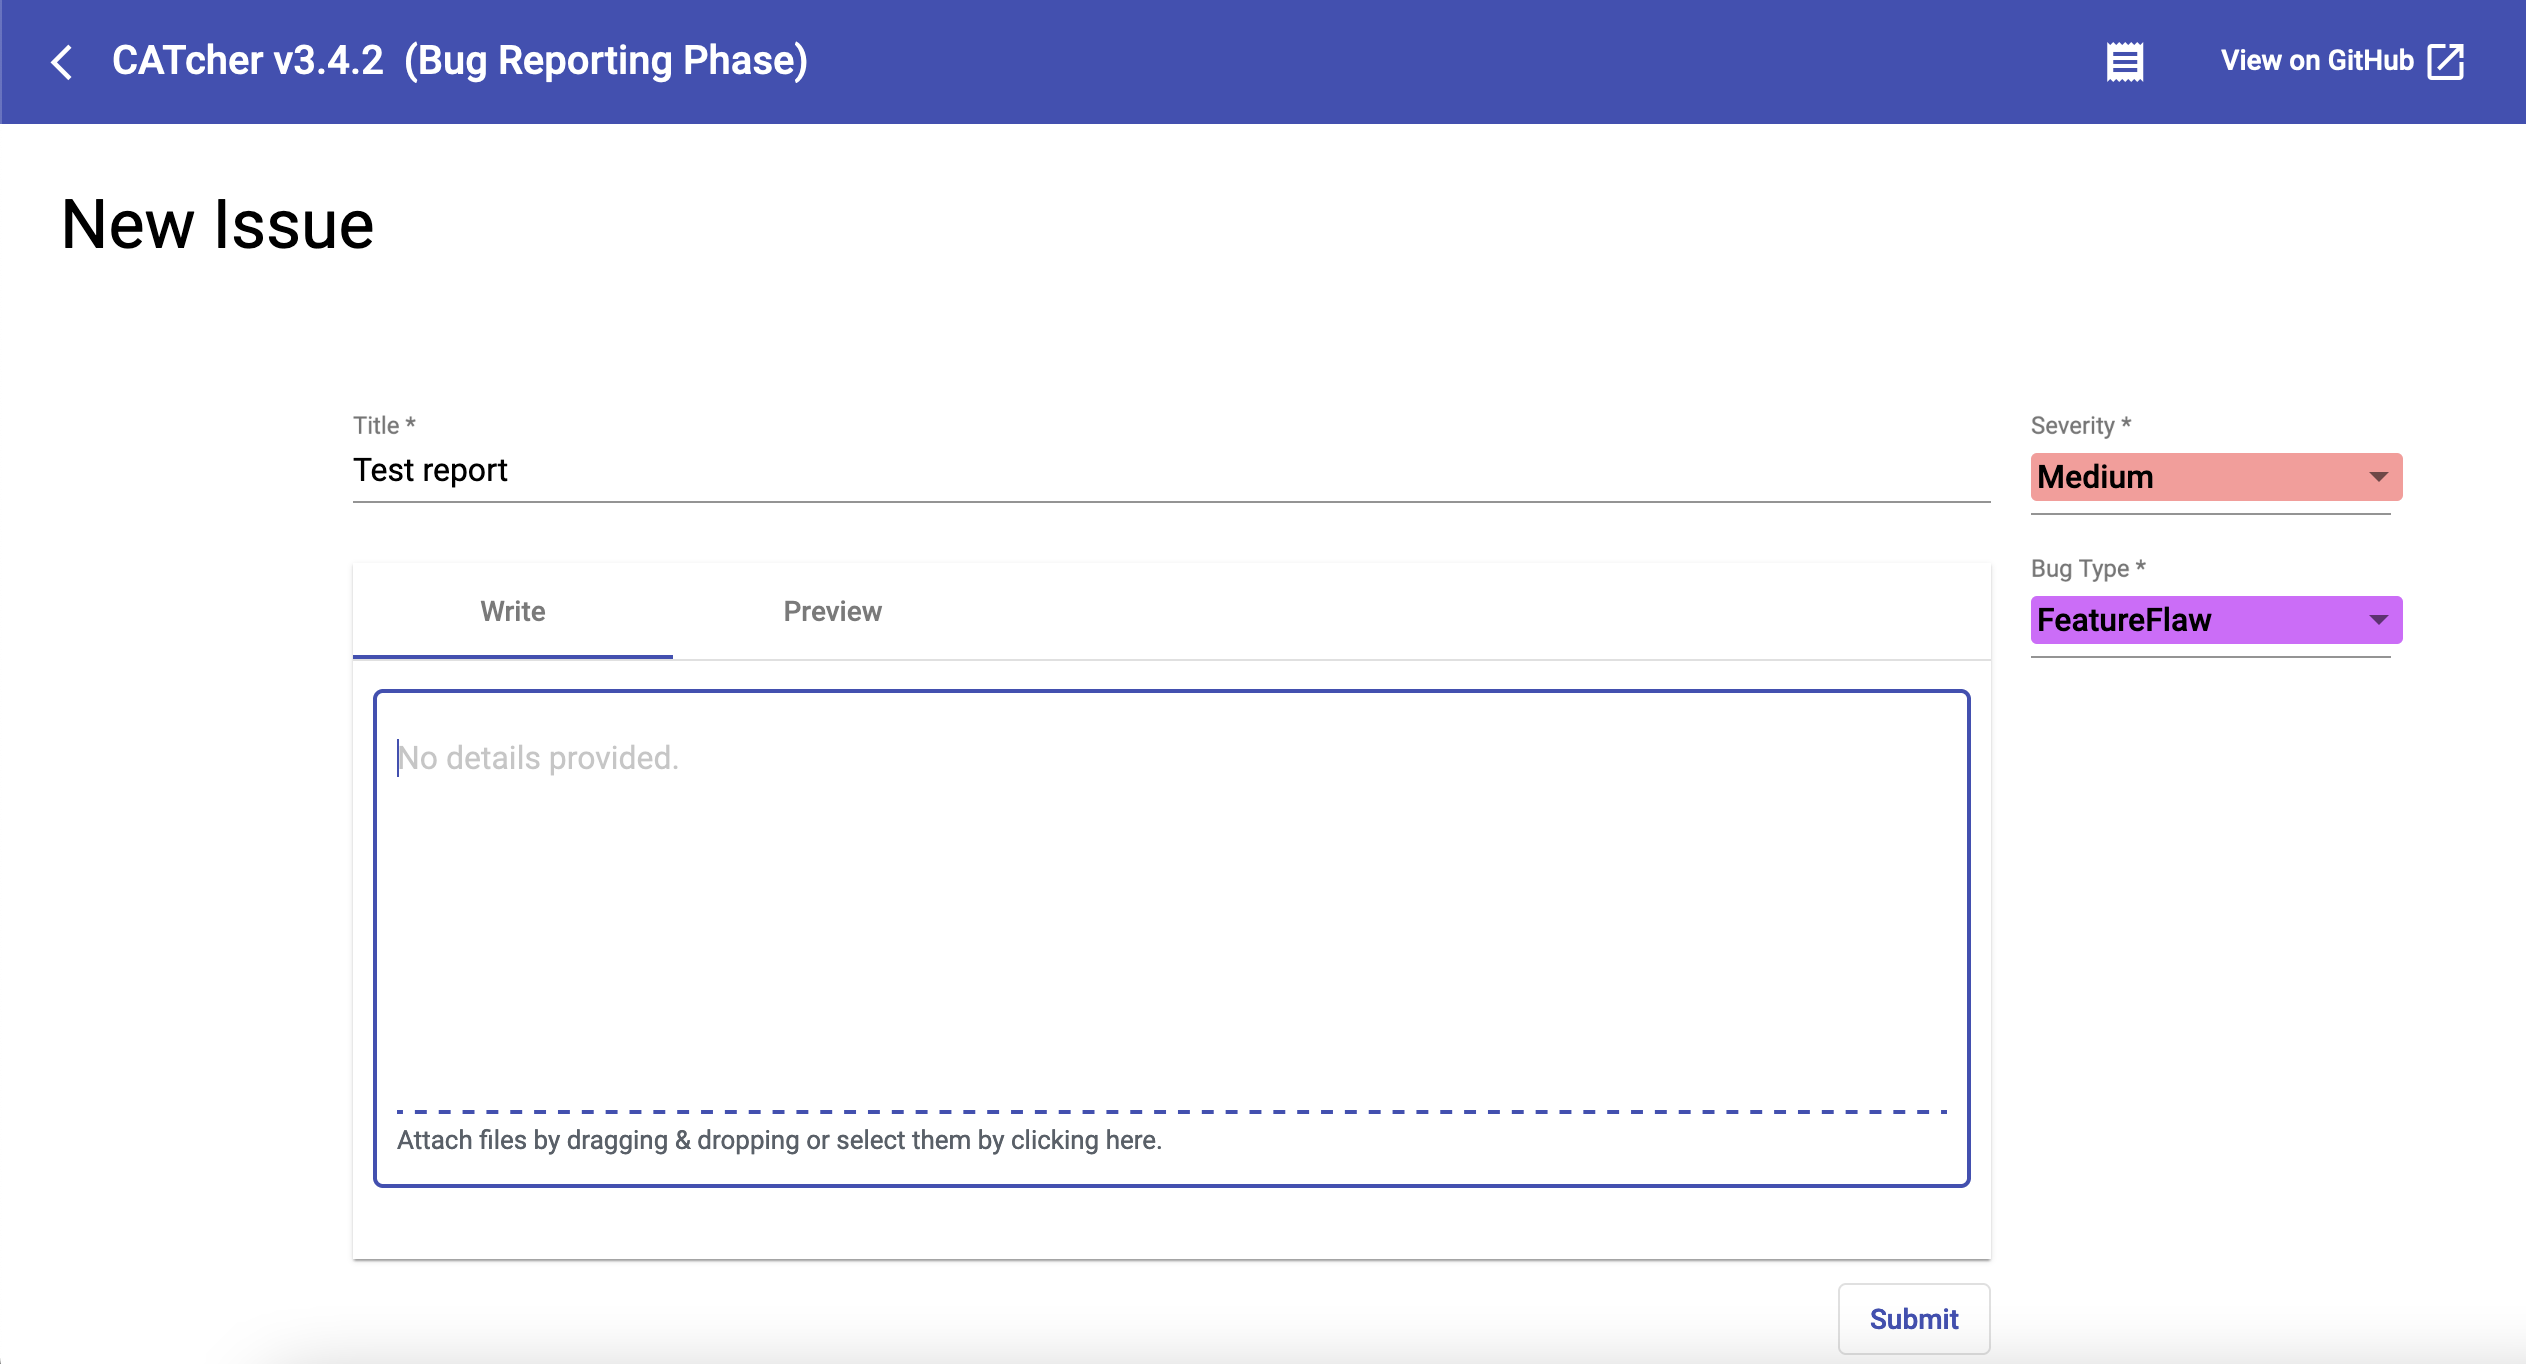 CATcher v3.4.2 (Bug Reporting Phase)
View on GitHub
New Issue
Title *
Test report
Severity *
Medium
Bug Type *
FeatureFlaw
Write Preview
No details provided.
Attach files by dragging & dropping or select them by clicking here.
Submit